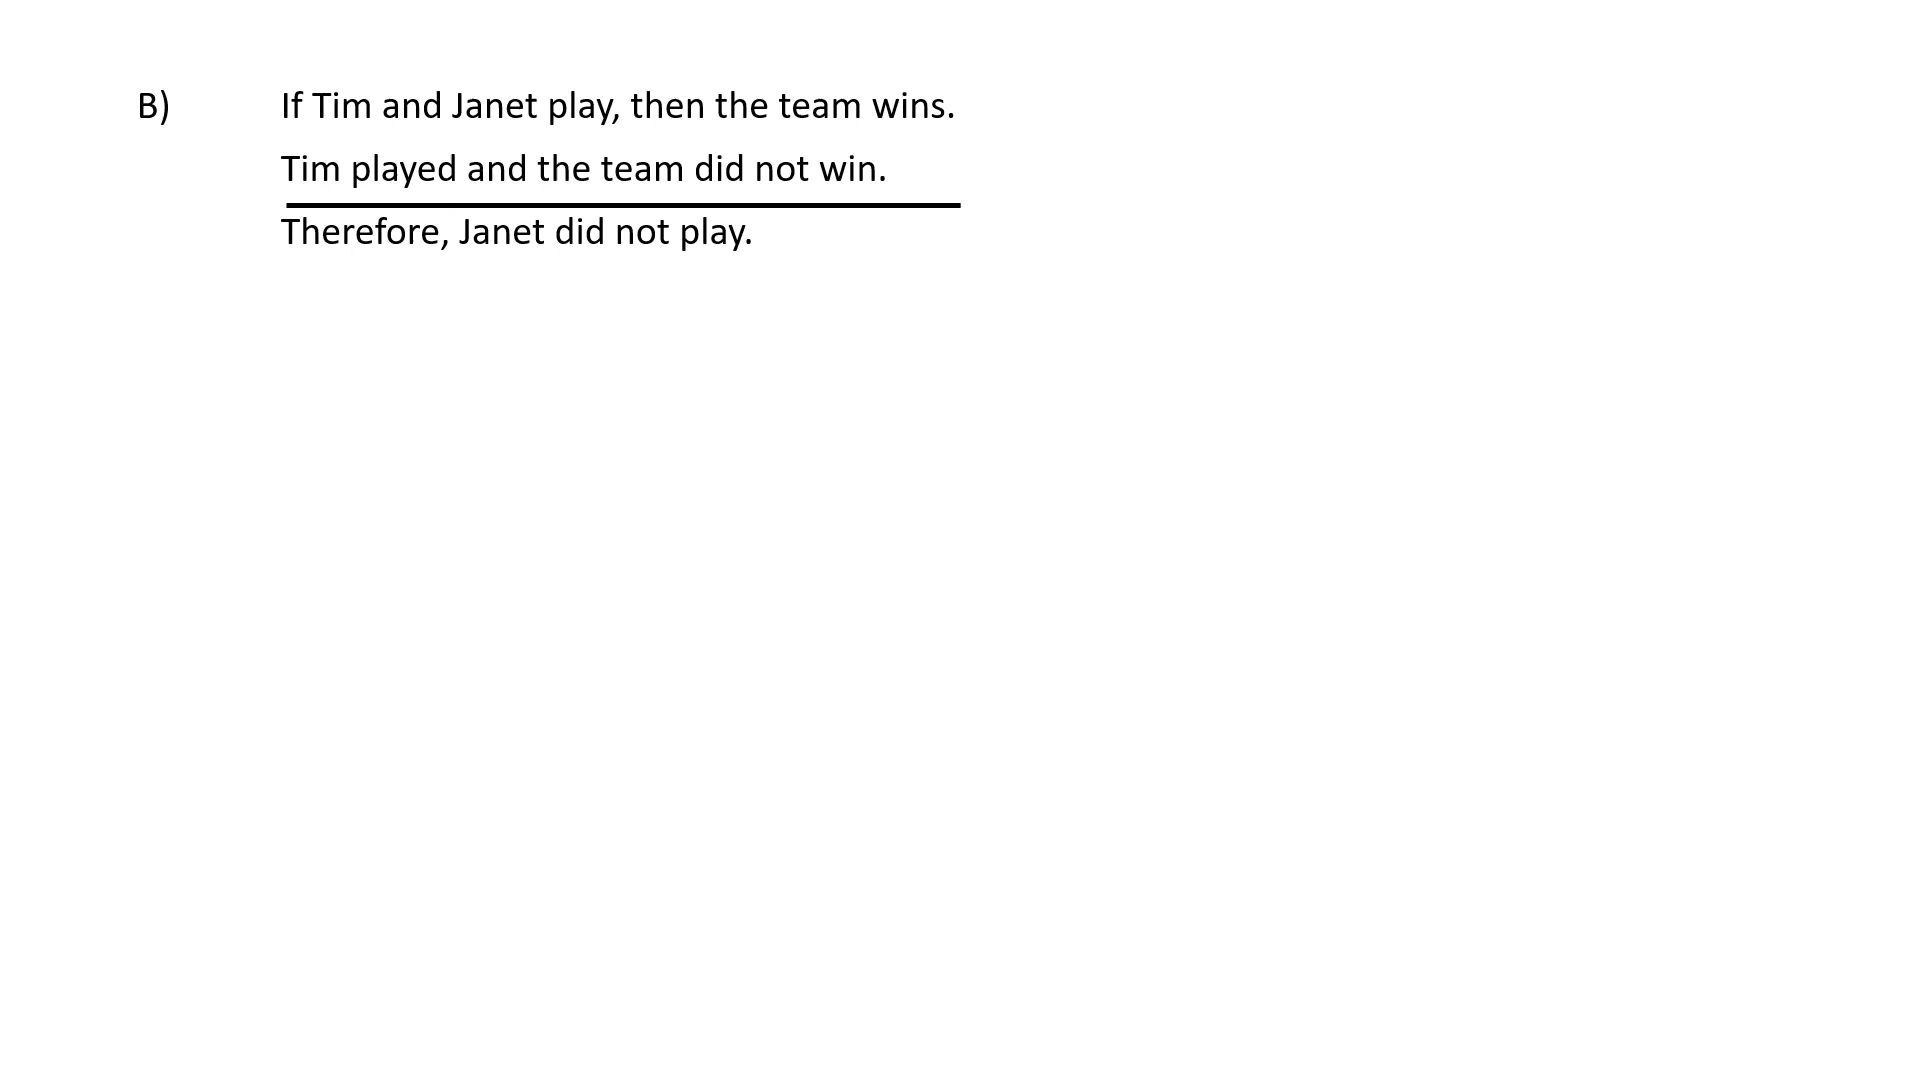 B) If Tim and Janet play, then the team wins.
Tim played and the team did not win.
Therefore, Janet did not play.